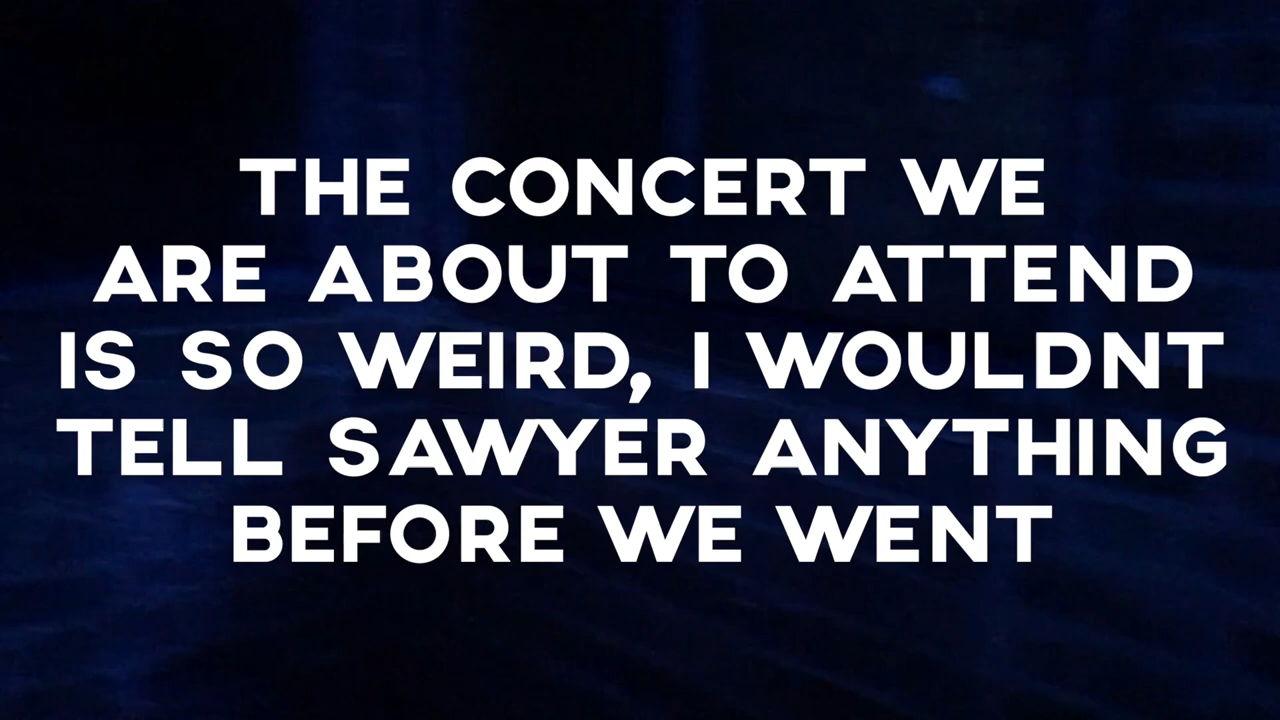 THE CONCERT WE
ARE ABOUT TO ATTEND
IS SO WEIRD, I WOULDNT
TELL SAWYER ANYTHING
BEFORE WE WENT